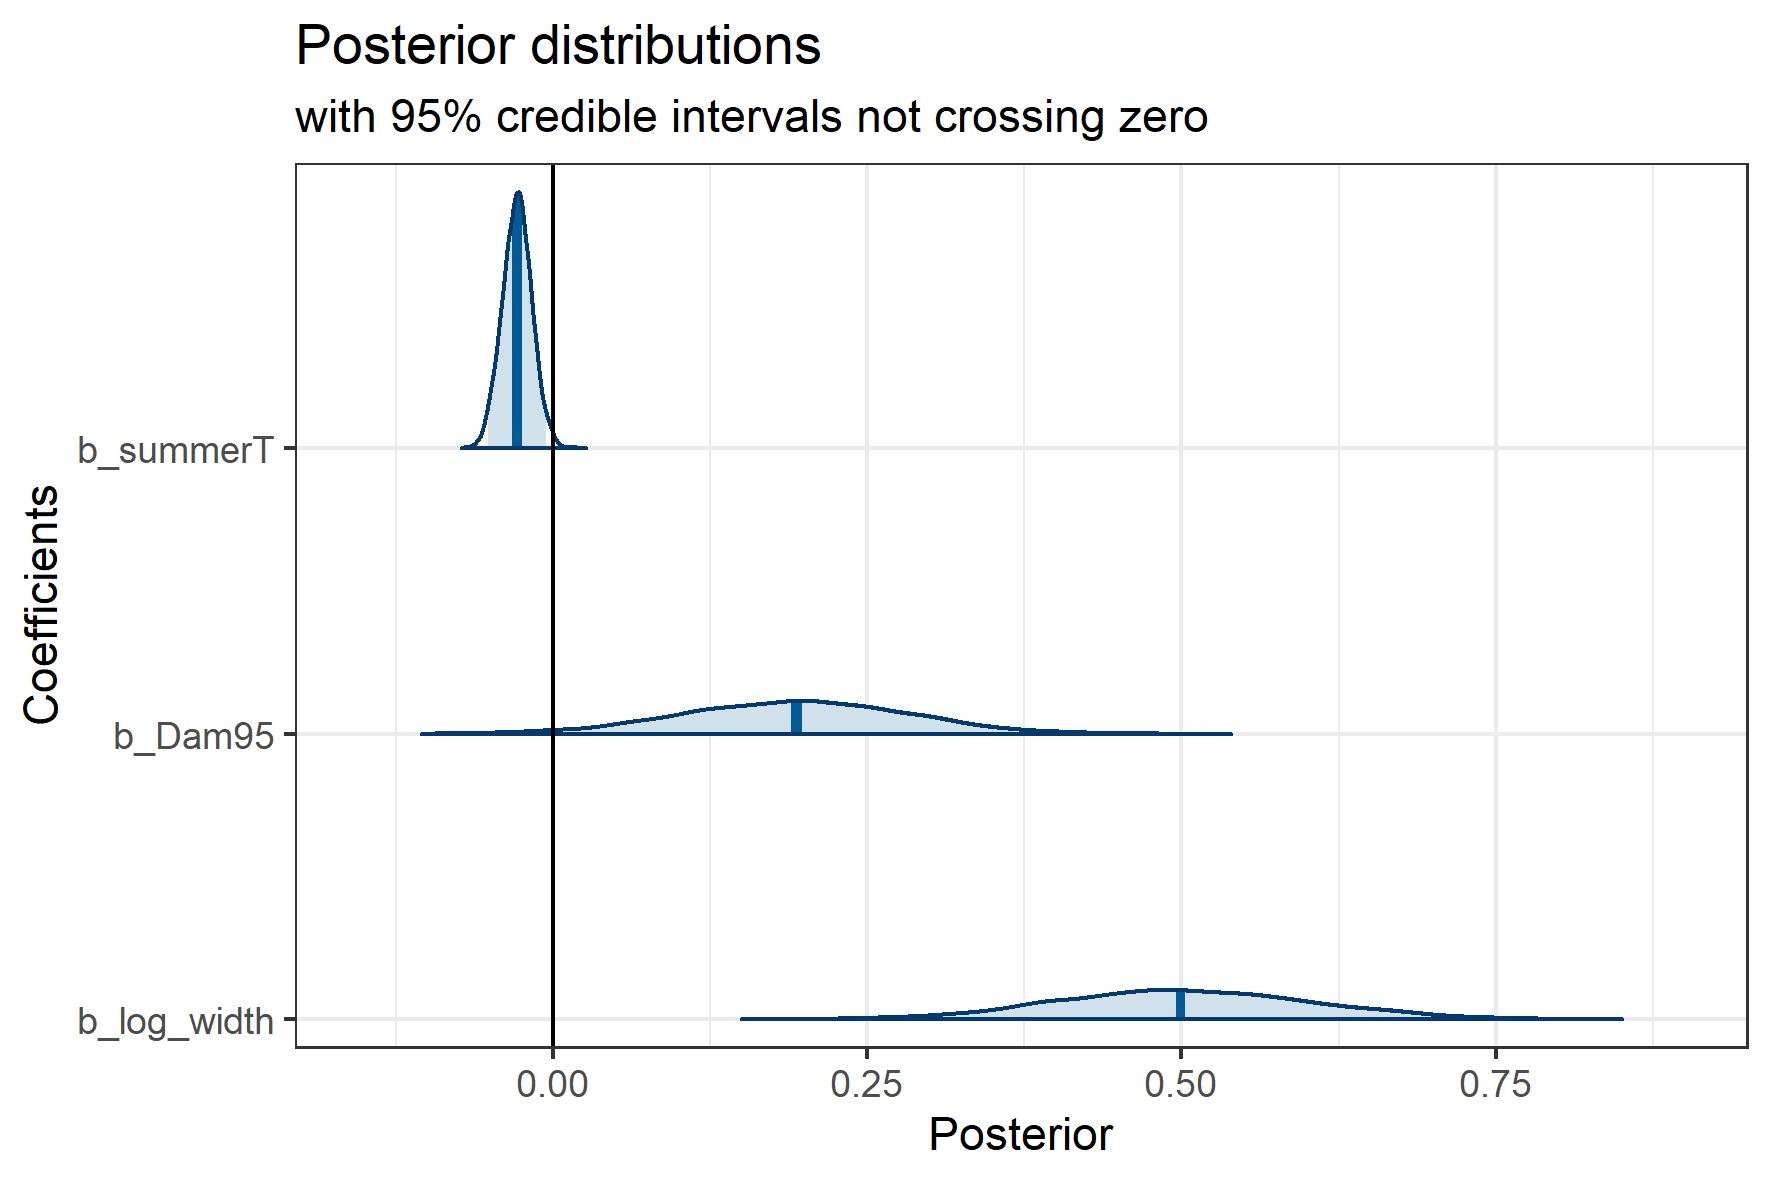 Posterior distributions
with 95% credible intervals not crossing zero
Coefficients
b_summerT
b_Dam95
b_log_width
0.00 0.25 0.50 0.75
Posterior